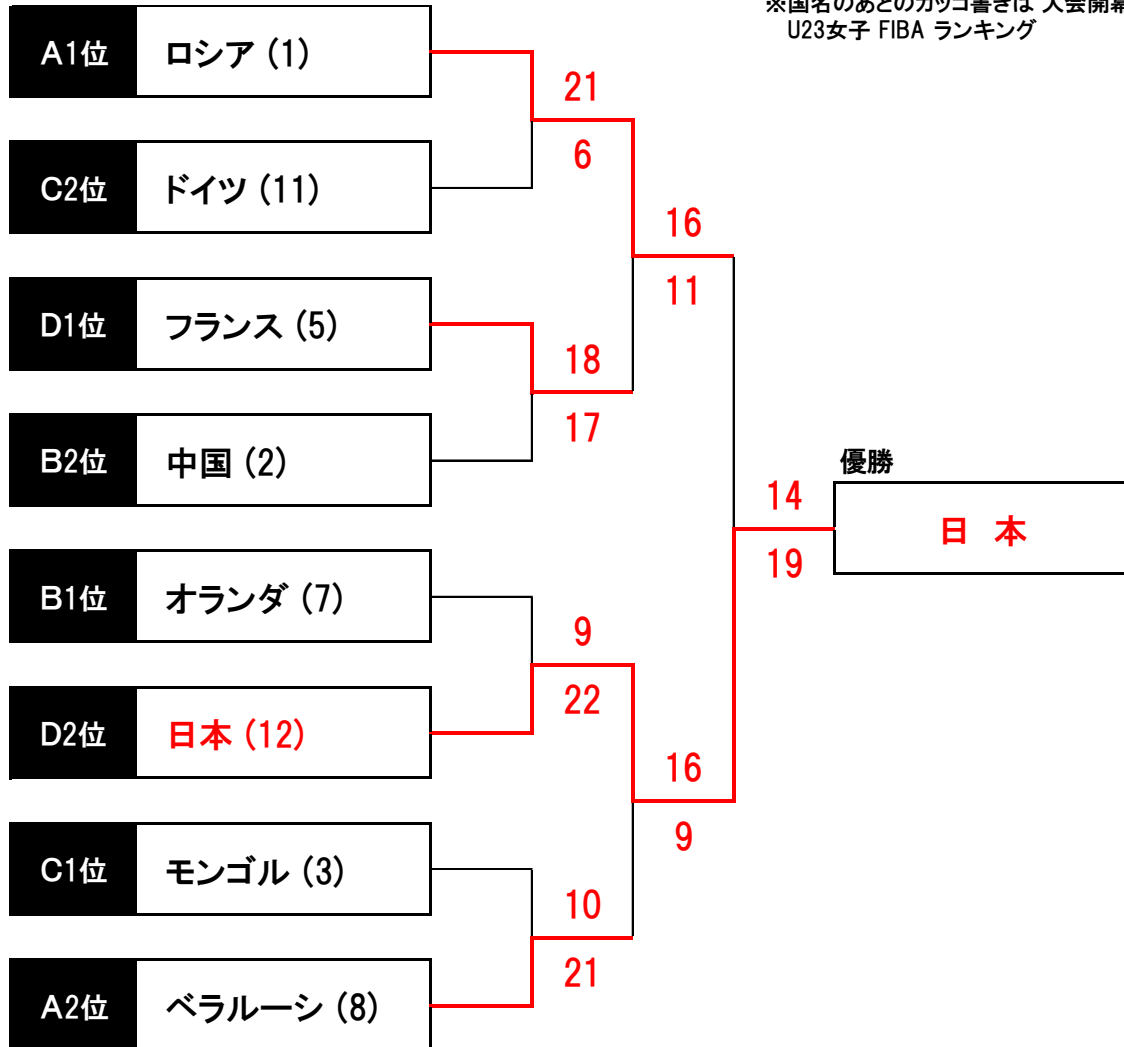 ※国名のあとのカッコ書きは 大会開幕
U23女子 FIBA ランキング
A1位 ロシア (1)
21
6
C2位 ドイツ (11)
16
11
D1位 フランス (5)
18
17
B2位 中国 (2)
優勝
14
日 本
19
B1位 オランダ (7)
9
22
D2位 日本 (12)
16
9
C1位 モンゴル (3)
10
21
A2位 ベラルーシ (8)